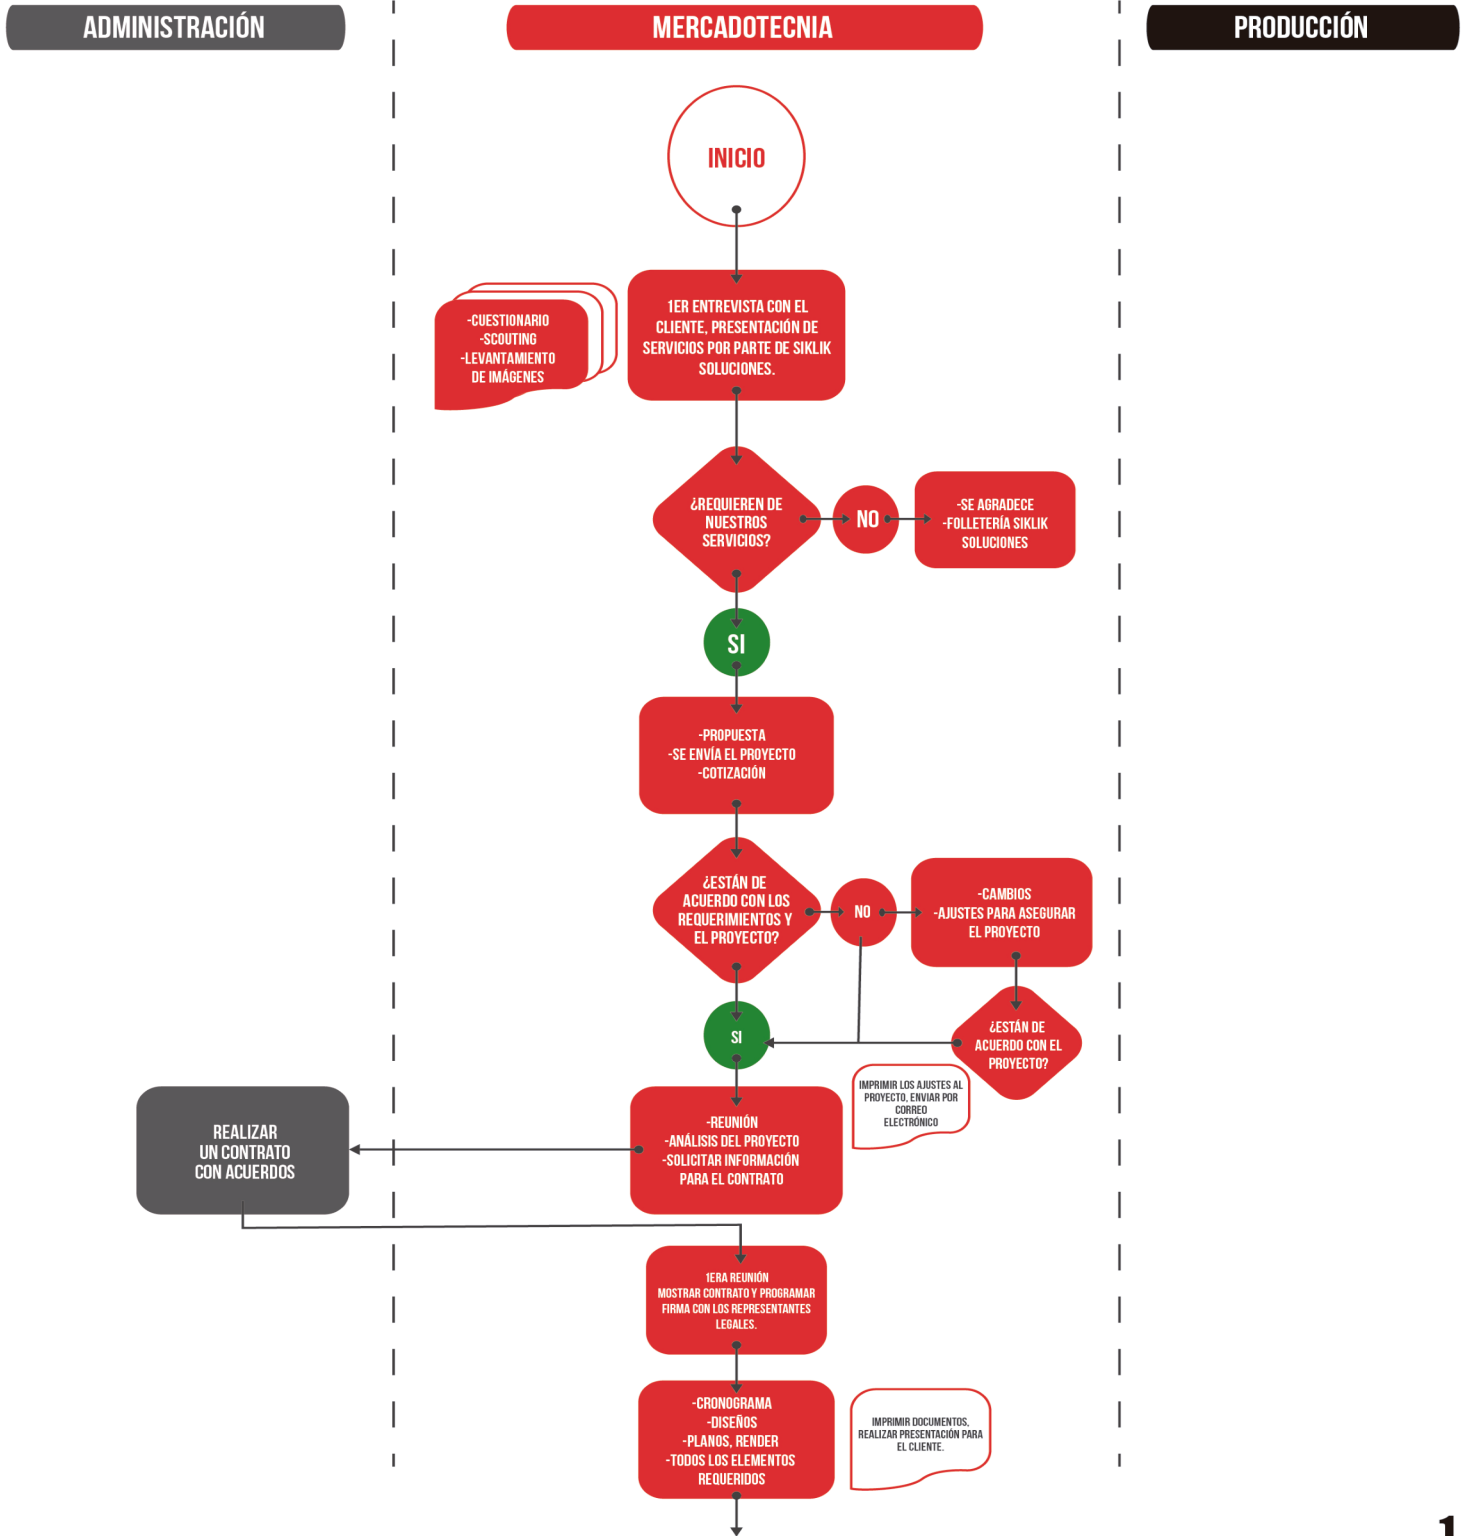 ADMINISTRACIÓN
MERCADOTECNIA
PRODUCCIÓN
INICIO
-CUESTIONARIO
-SCOUTING
-LEVANTAMIENTO
DE IMÁGENES
1ER ENTREVISTA CON EL
CLIENTE, PRESENTACIÓN DE
SERVICIOS POR PARTE DE SIKLIK
SOLUCIONES.
¿REQUIEREN DE
NUESTROS
SERVICIOS?
NO
-SE AGRADECE
-FOLLETERÍA SIKLIK
SOLUCIONES
SI
-PROPUESTA
-SE ENVÍA EL PROYECTO
-COTIZACIÓN
¿ESTÁN DE
ACUERDO CON LOS
REQUERIMIENTOS Y
EL PROYECTO?
NO
-CAMBIOS
-AJUSTES PARA ASEGURAR
EL PROYECTO
SI
¿ESTÁN DE
ACUERDO CON EL
PROYECTO?
IMPRIMIR LOS AJUSTES AL
PROYECTO, ENVIAR POR
CORREO
ELECTRÓNICO
REALIZAR
UN CONTRATO
CON ACUERDOS
-REUNIÓN
-ANÁLISIS DEL PROYECTO
-SOLICITAR INFORMACIÓN
PARA EL CONTRATO
1ERA REUNIÓN
MOSTRAR CONTRATO Y PROGRAMAR
FIRMA CON LOS REPRESENTANTES
LEGALES.
-CRONOGRAMA
-DISEÑOS
-PLANOS, RENDER
-TODOS LOS ELEMENTOS
REQUERIDOS
IMPRIMIR DOCUMENTOS,
REALIZAR PRESENTACIÓN PARA
EL CLIENTE.
1